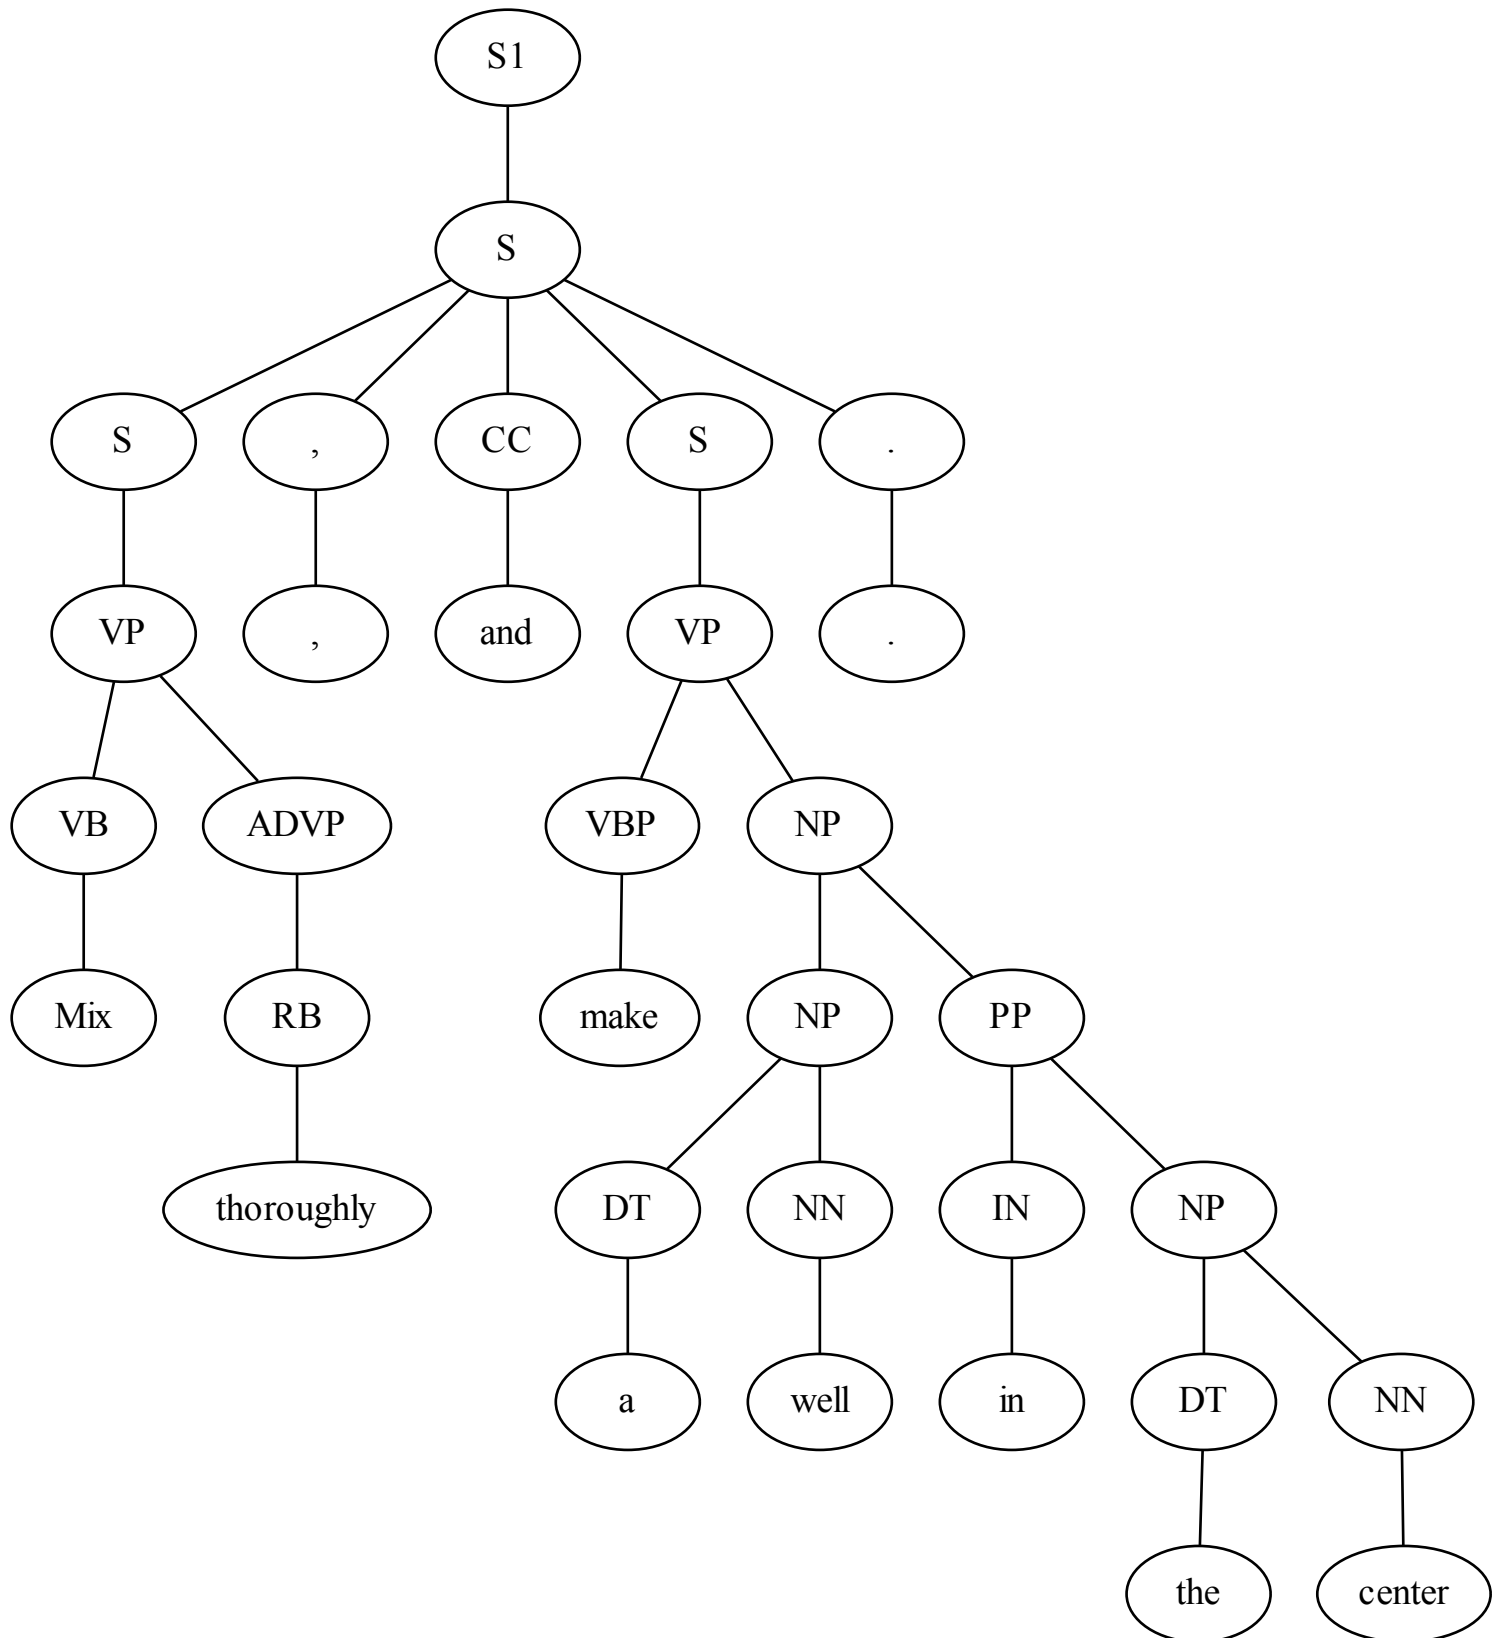 S1
S
S , CC S .
VP , and VP .
VB ADVP VBP NP
Mix RB make NP PP
thoroughly DT NN IN NP
a well in DT NN
the center